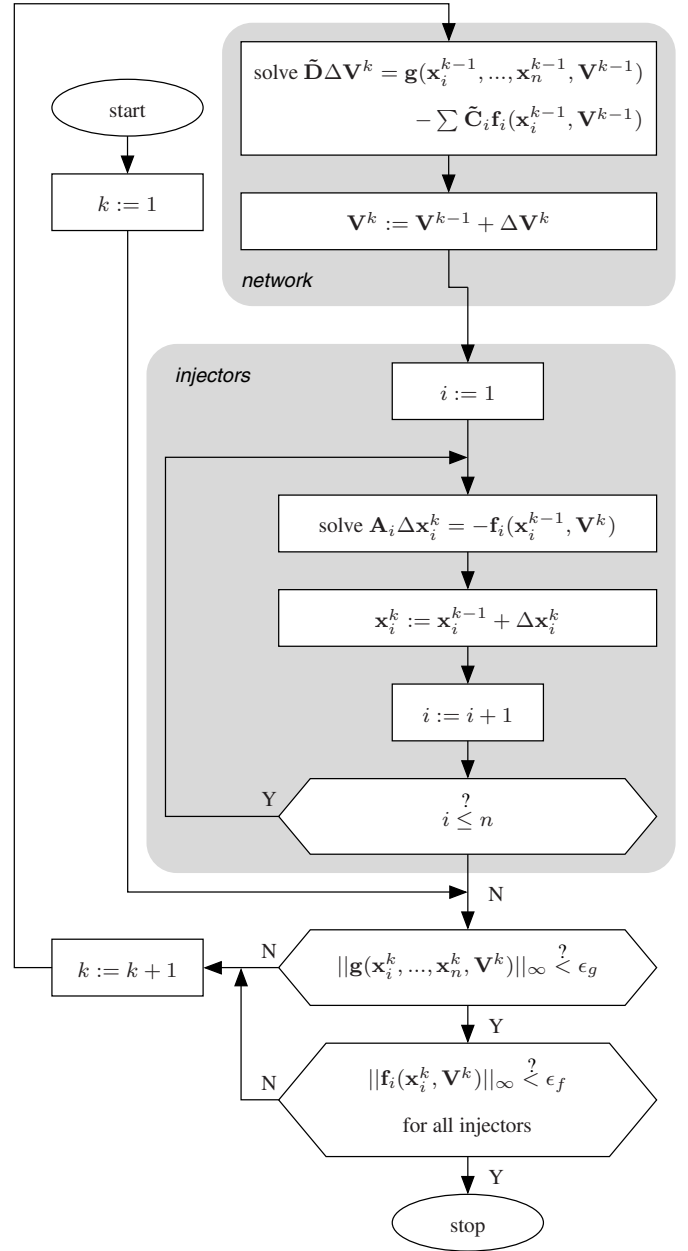 start
k := 1
solve D̃ΔV^k = g(x_i^{k−1}, ..., x_n^{k−1}, V^{k−1})
− ∑ C̃_i f_i(x_i^{k−1}, V^{k−1})
V^k := V^{k−1} + ΔV^k
network
injectors
i := 1
solve A_i Δx_i^k = −f_i(x_i^{k−1}, V^k)
x_i^k := x_i^{k−1} + Δx_i^k
i := i + 1
Y
?
i ≤ n
N
k := k + 1
N
||g(x_i^k, ..., x_n^k, V^k)||_∞ <^? ϵ_g
Y
N
||f_i(x_i^k, V^k)||_∞ <^? ϵ_f
for all injectors
Y
stop